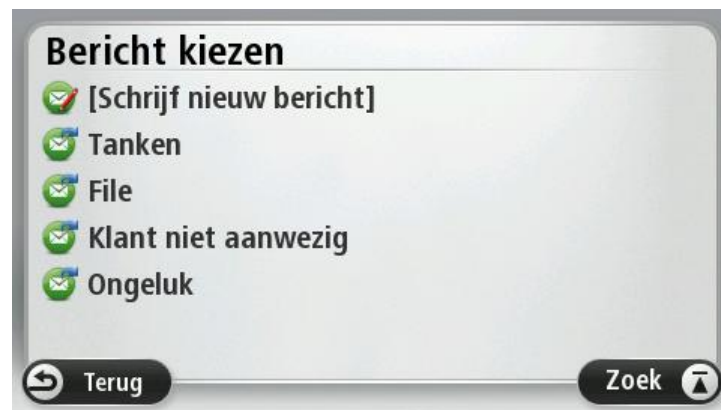 Bericht kiezen
[Schrijf nieuw bericht]
Tanken
File
Klant niet aanwezig
Ongeluk
Terug
Zoek